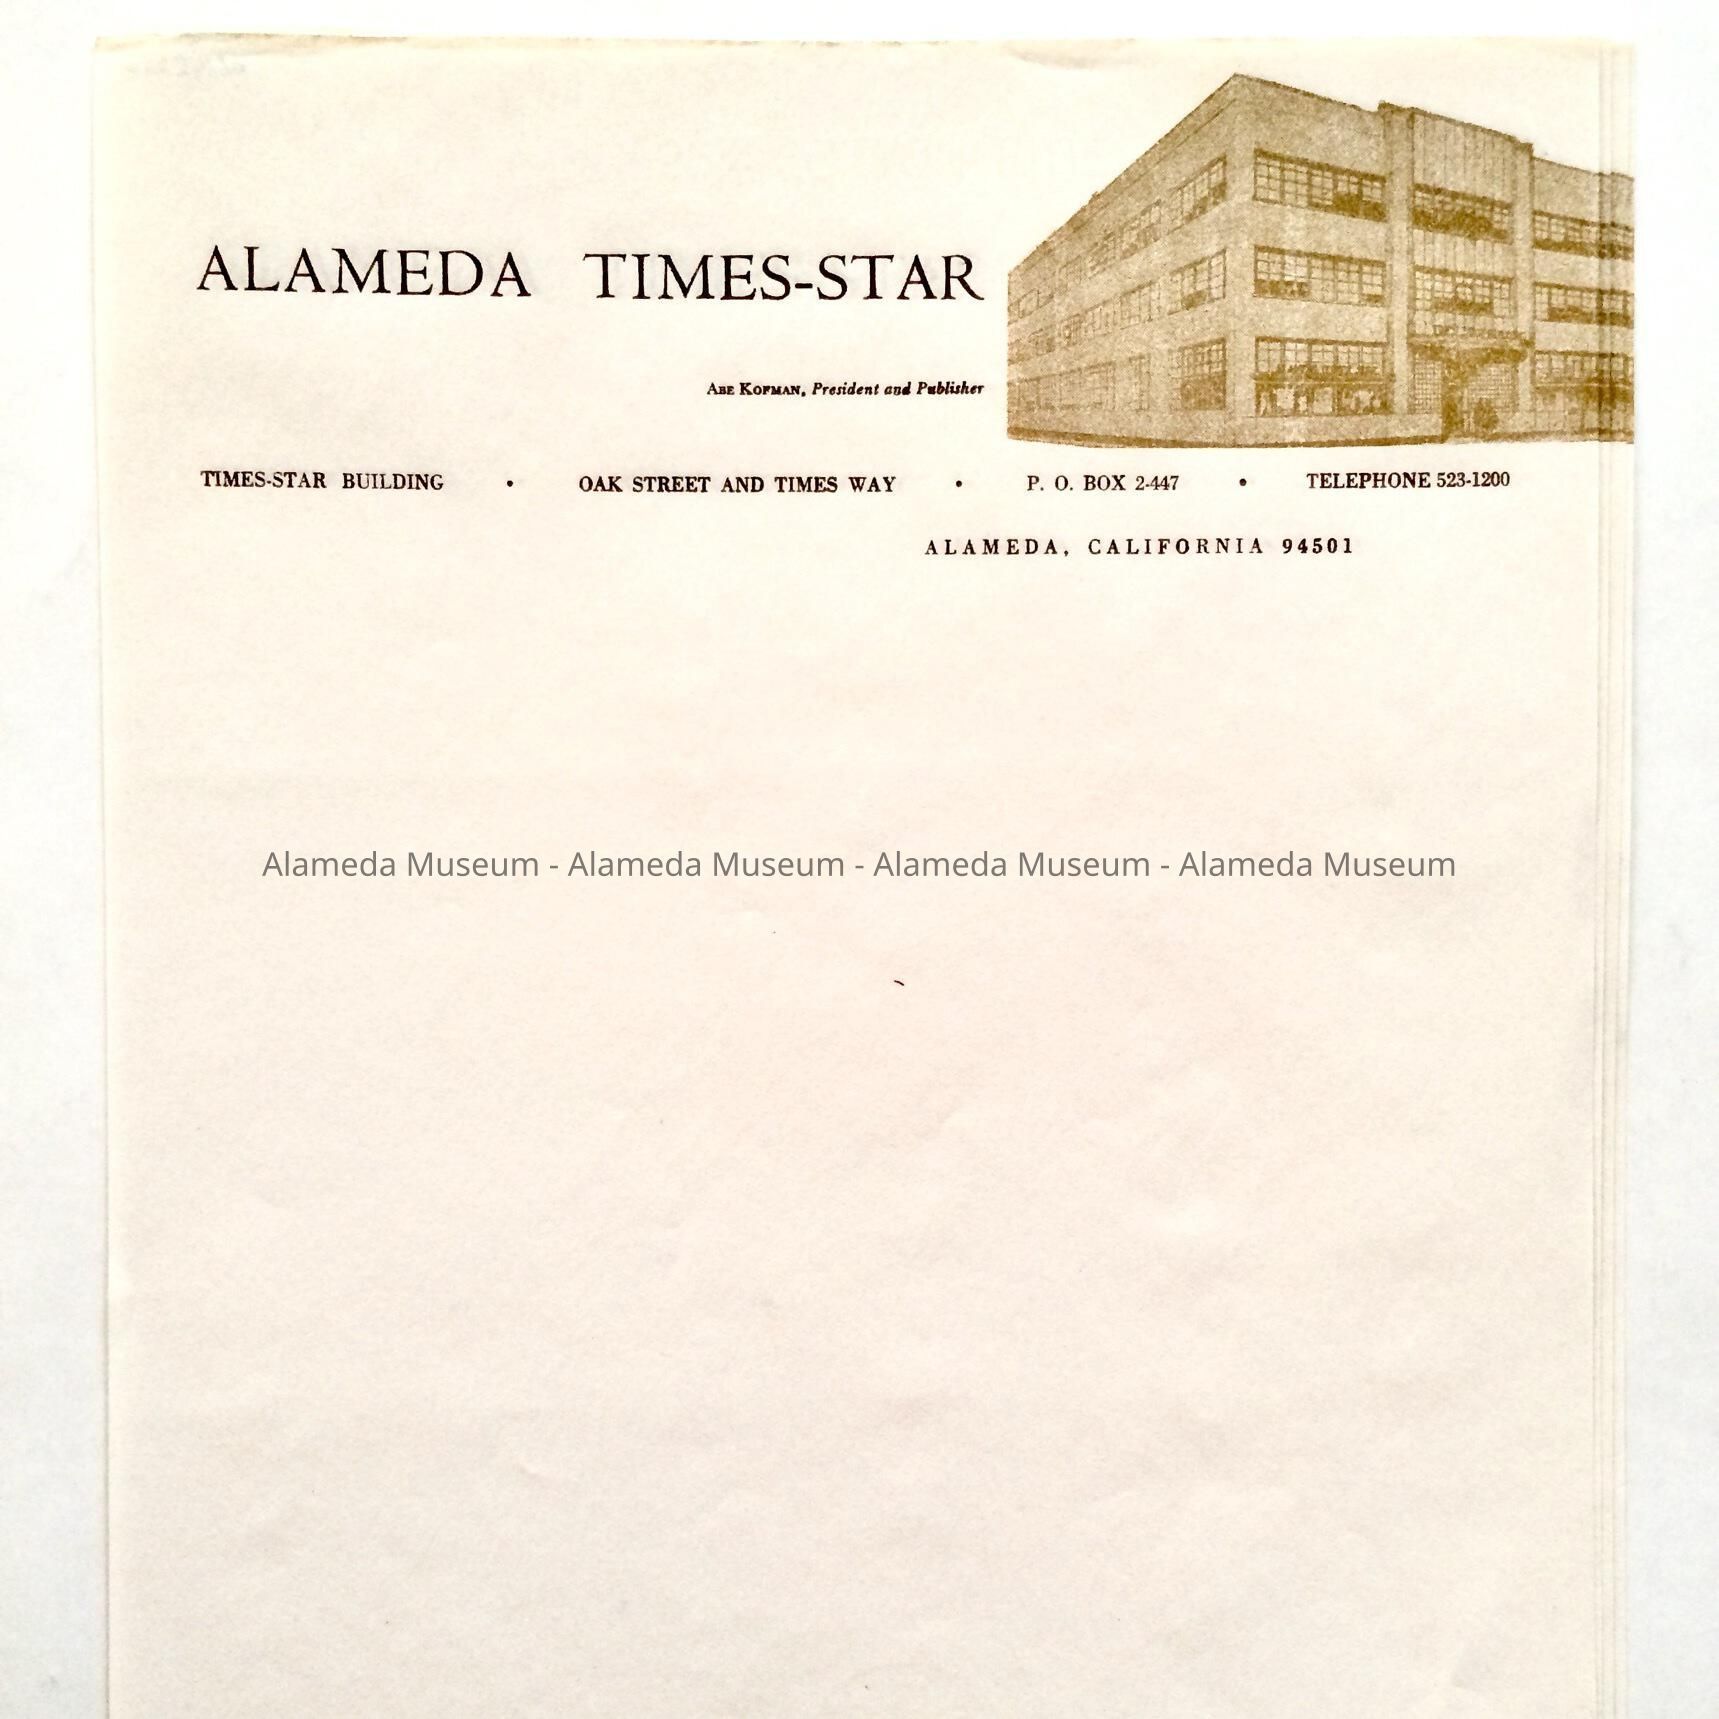 ALAMEDA TIMES-STAR
ABE KOFMAN, President and Publisher
TIMES-STAR BUILDING • OAK STREET AND TIMES WAY • P. O. BOX 2-447 • TELEPHONE 523-1200
ALAMEDA, CALIFORNIA 94501
Alameda Museum - Alameda Museum - Alameda Museum - Alameda Museum